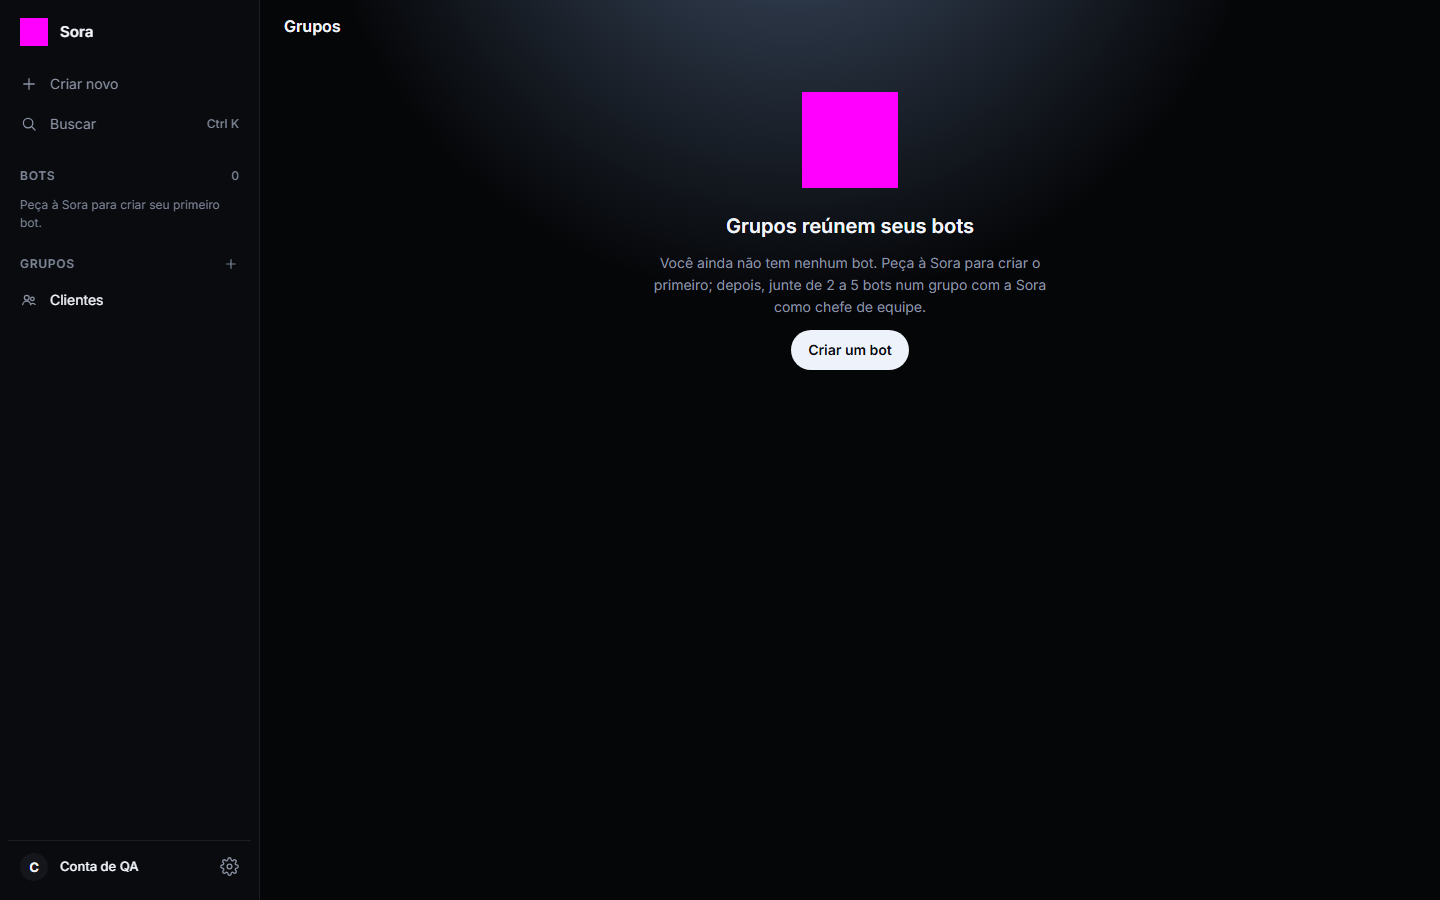 Sora
Criar novo
Buscar Ctrl K
BOTS 0
Peça à Sora para criar seu primeiro
bot.
GRUPOS
Clientes
C Conta de QA
Grupos
Grupos reúnem seus bots
Você ainda não tem nenhum bot. Peça à Sora para criar o
primeiro; depois, junte de 2 a 5 bots num grupo com a Sora
como chefe de equipe.
Criar um bot